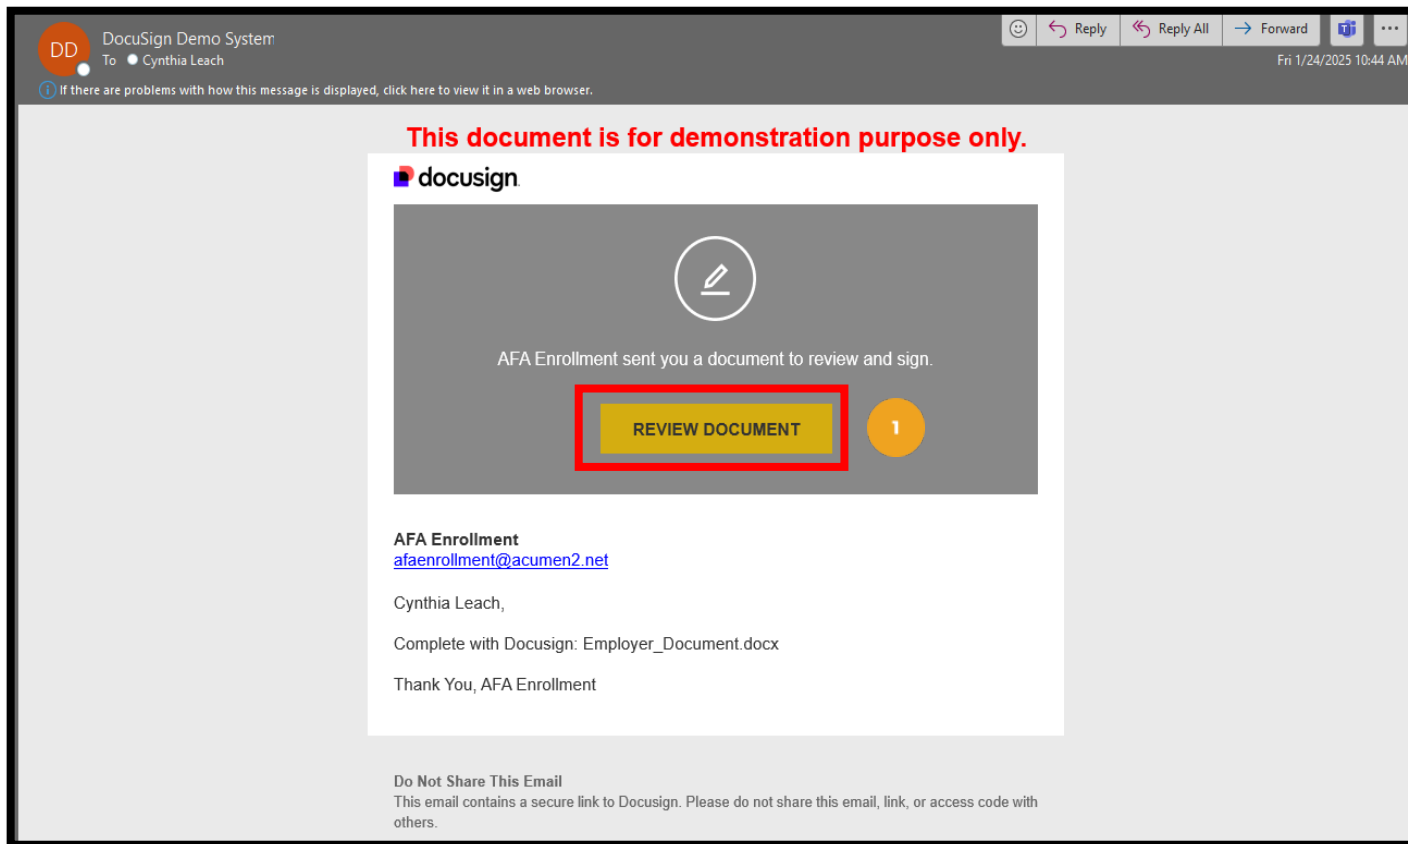 DD
DocuSign Demo System
To Cynthia Leach
Reply
Reply All
Forward
Fri 1/24/2025 10:44 AM
If there are problems with how this message is displayed, click here to view it in a web browser.
This document is for demonstration purpose only.
docusign
AFA Enrollment sent you a document to review and sign.
REVIEW DOCUMENT
1
AFA Enrollment
afaenrollment@acumen2.net
Cynthia Leach,
Complete with Docusign: Employer_Document.docx
Thank You, AFA Enrollment
Do Not Share This Email
This email contains a secure link to Docusign. Please do not share this email, link, or access code with
others.